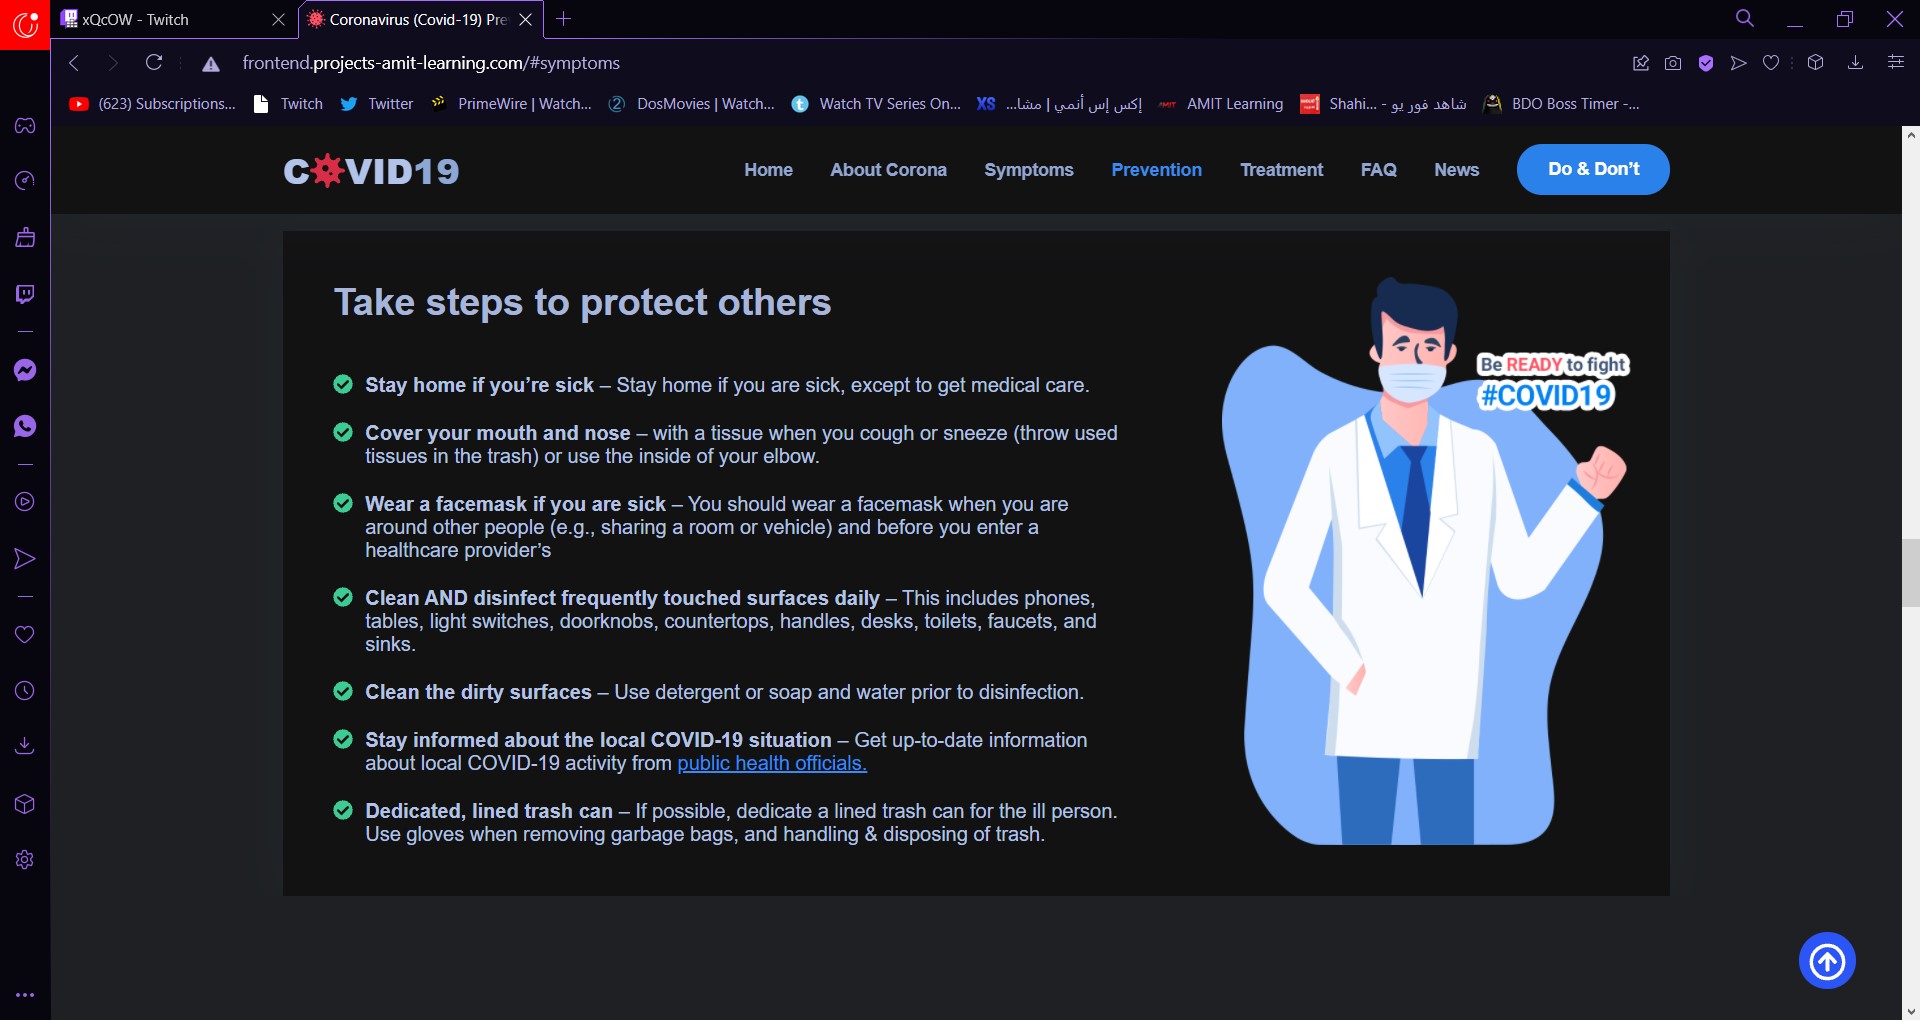 xQcOW - Twitch
Coronavirus (Covid-19) Pre
frontend.projects-amit-learning.com/#symptoms
(623) Subscriptions...
Twitch
Twitter
PrimeWire | Watch...
DosMovies | Watch...
Watch TV Series On...
XS
إكس إس أنمي | مشا...
AMIT Learning
Shahi... - شاهد فور يو
BDO Boss Timer -...
COVID19
Home
About Corona
Symptoms
Prevention
Treatment
FAQ
News
Do & Don’t
Take steps to protect others
Stay home if you’re sick – Stay home if you are sick, except to get medical care.
Cover your mouth and nose – with a tissue when you cough or sneeze (throw used
tissues in the trash) or use the inside of your elbow.
Wear a facemask if you are sick – You should wear a facemask when you are
around other people (e.g., sharing a room or vehicle) and before you enter a
healthcare provider’s
Clean AND disinfect frequently touched surfaces daily – This includes phones,
tables, light switches, doorknobs, countertops, handles, desks, toilets, faucets, and
sinks.
Clean the dirty surfaces – Use detergent or soap and water prior to disinfection.
Stay informed about the local COVID-19 situation – Get up-to-date information
about local COVID-19 activity from public health officials.
Dedicated, lined trash can – If possible, dedicate a lined trash can for the ill person.
Use gloves when removing garbage bags, and handling & disposing of trash.
Be READY to fight
#COVID19